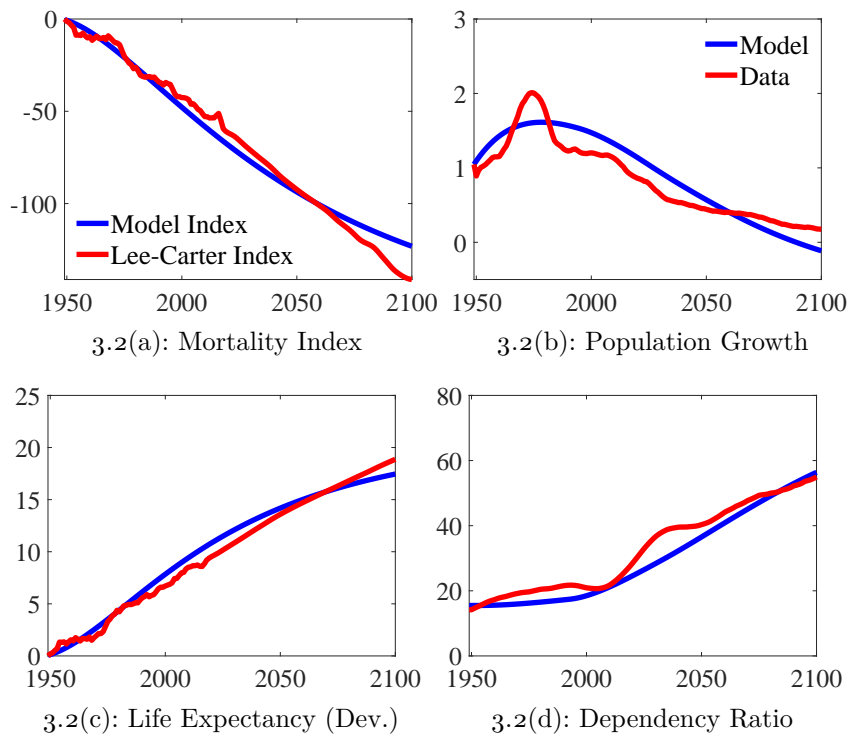 0
-50
-100
Model Index
Lee-Carter Index
1950 2000 2050 2100
3.2(a): Mortality Index
3
2
1
0
Model
Data
1950 2000 2050 2100
3.2(b): Population Growth
25
20
15
10
5
0
1950 2000 2050 2100
3.2(c): Life Expectancy (Dev.)
80
60
40
20
0
1950 2000 2050 2100
3.2(d): Dependency Ratio